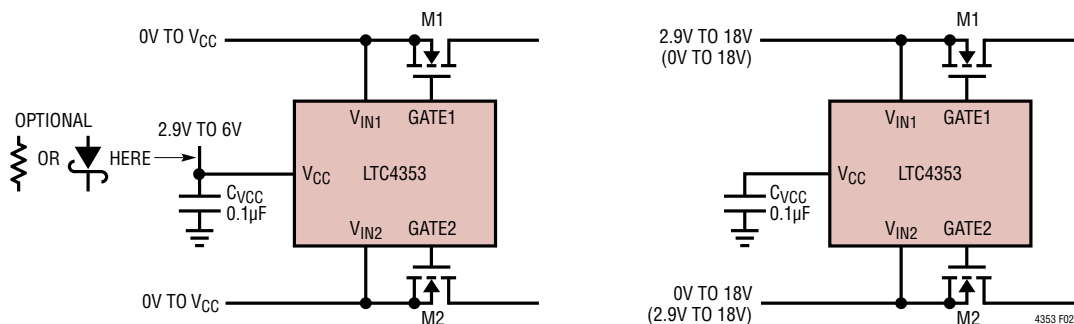 M1
0V TO VCC
VIN1 GATE1
OPTIONAL
OR
HERE
2.9V TO 6V
VCC
LTC4353
CVCC
0.1µF
VIN2 GATE2
0V TO VCC
M2
M1
2.9V TO 18V
(0V TO 18V)
VIN1 GATE1
VCC
LTC4353
CVCC
0.1µF
VIN2 GATE2
0V TO 18V
(2.9V TO 18V)
M2
4353 F02